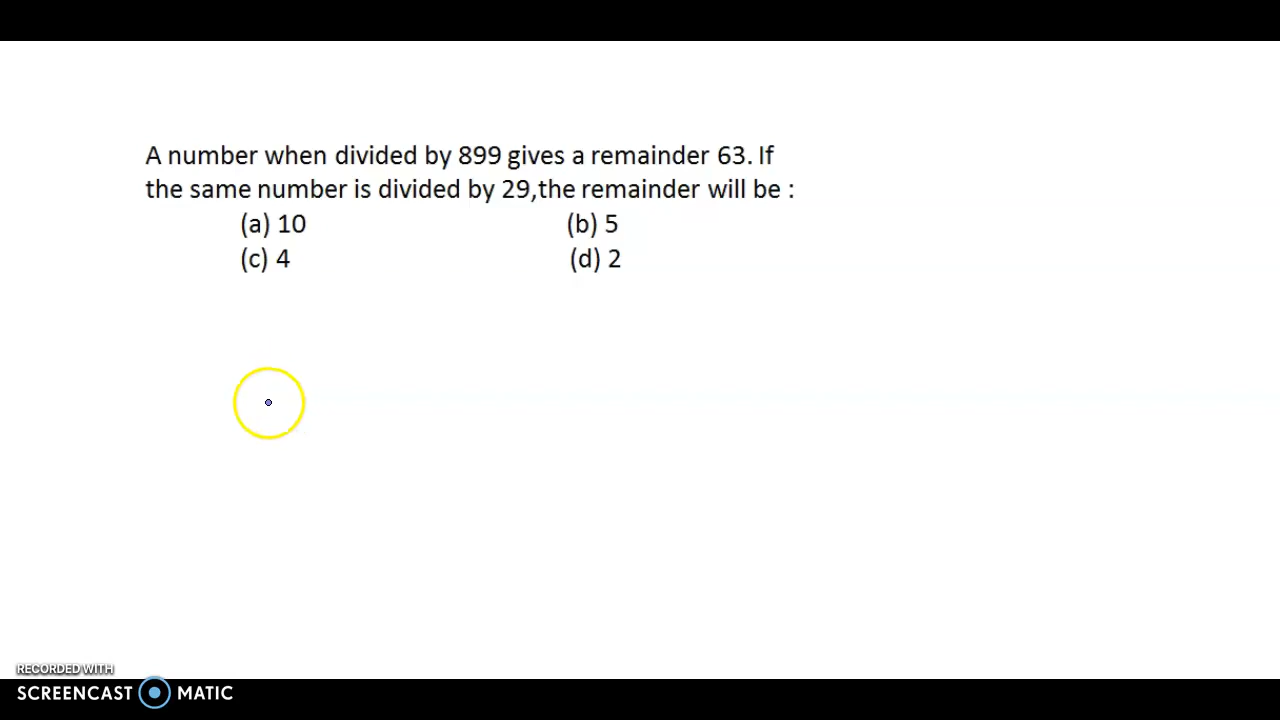 A number when divided by 899 gives a remainder 63. If
the same number is divided by 29,the remainder will be :
(a) 10 (b) 5
(c) 4 (d) 2
RECORDED WITH
SCREENCAST MATIC